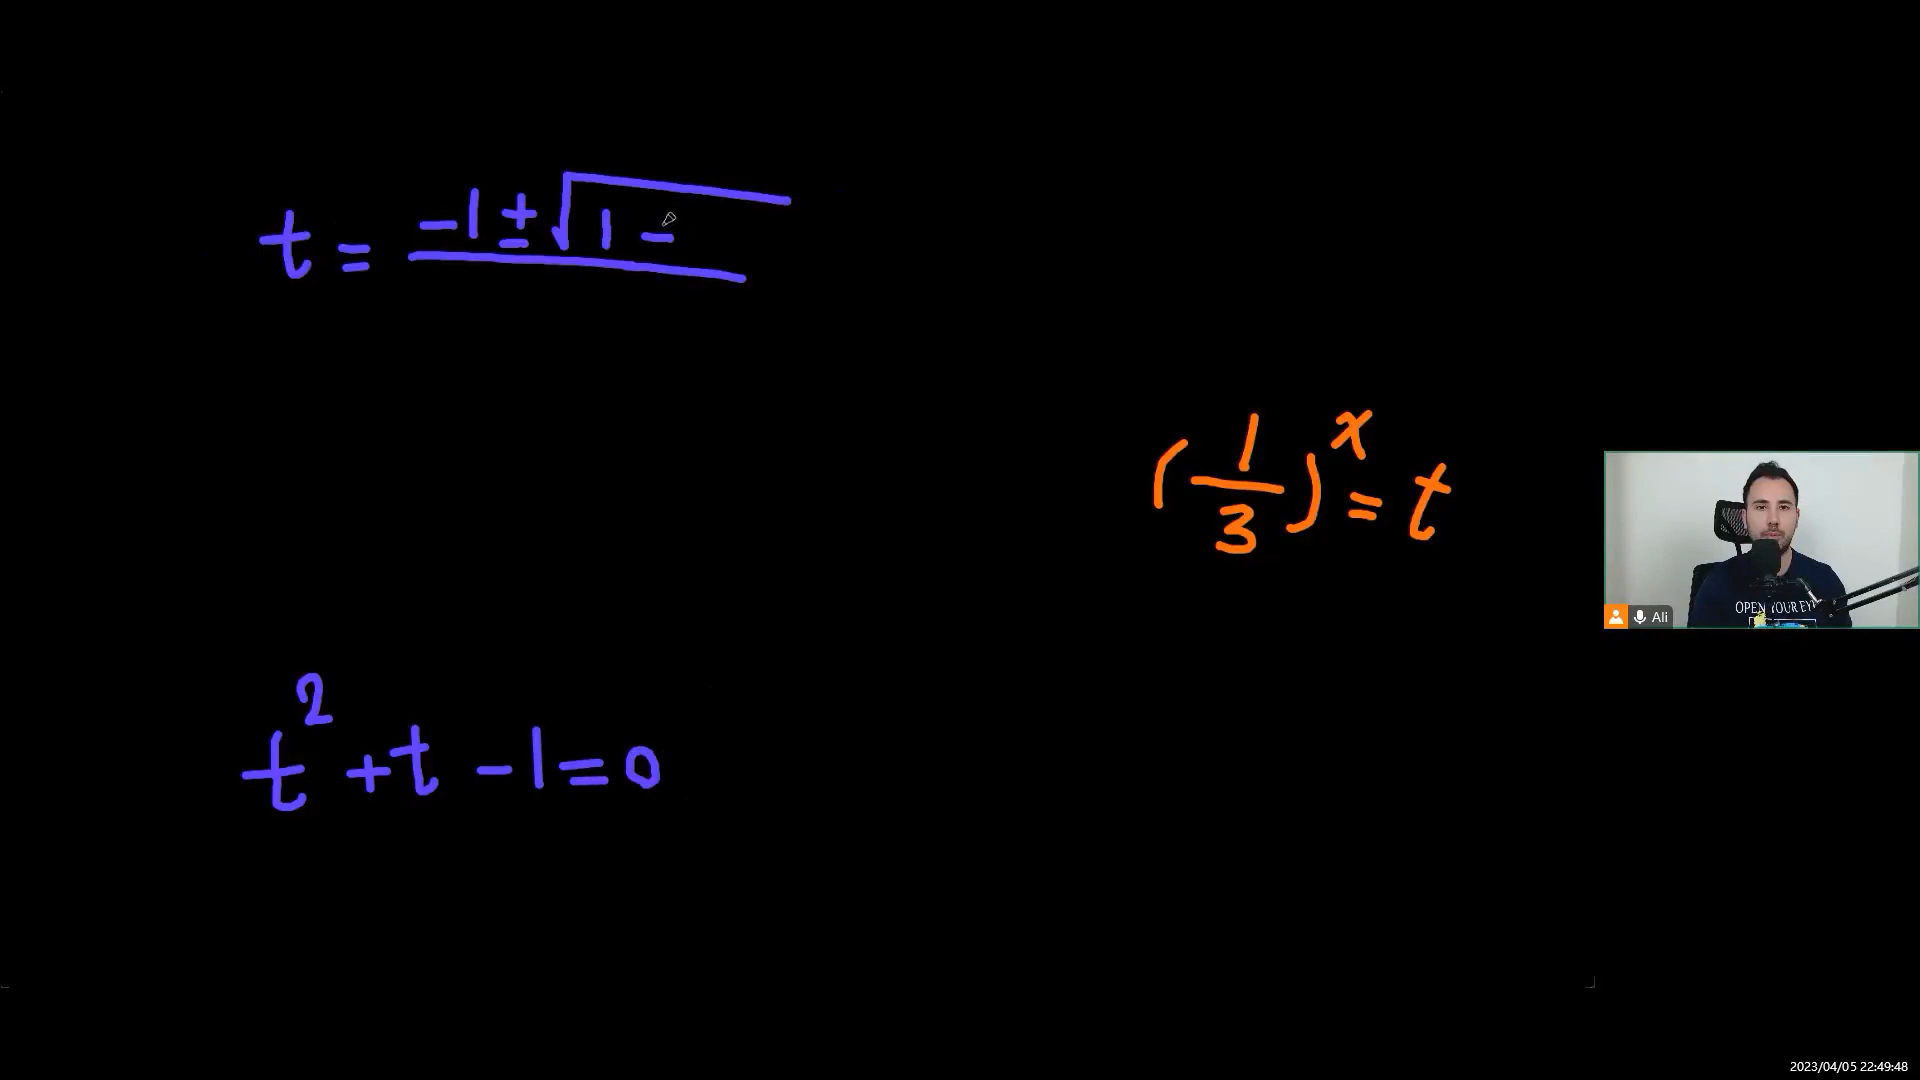 t = -1 ± √1 -
(1/3)^x = t
OPEN YOUR EY
Ali
t² + t - 1 = 0
2023/04/05 22:49:48